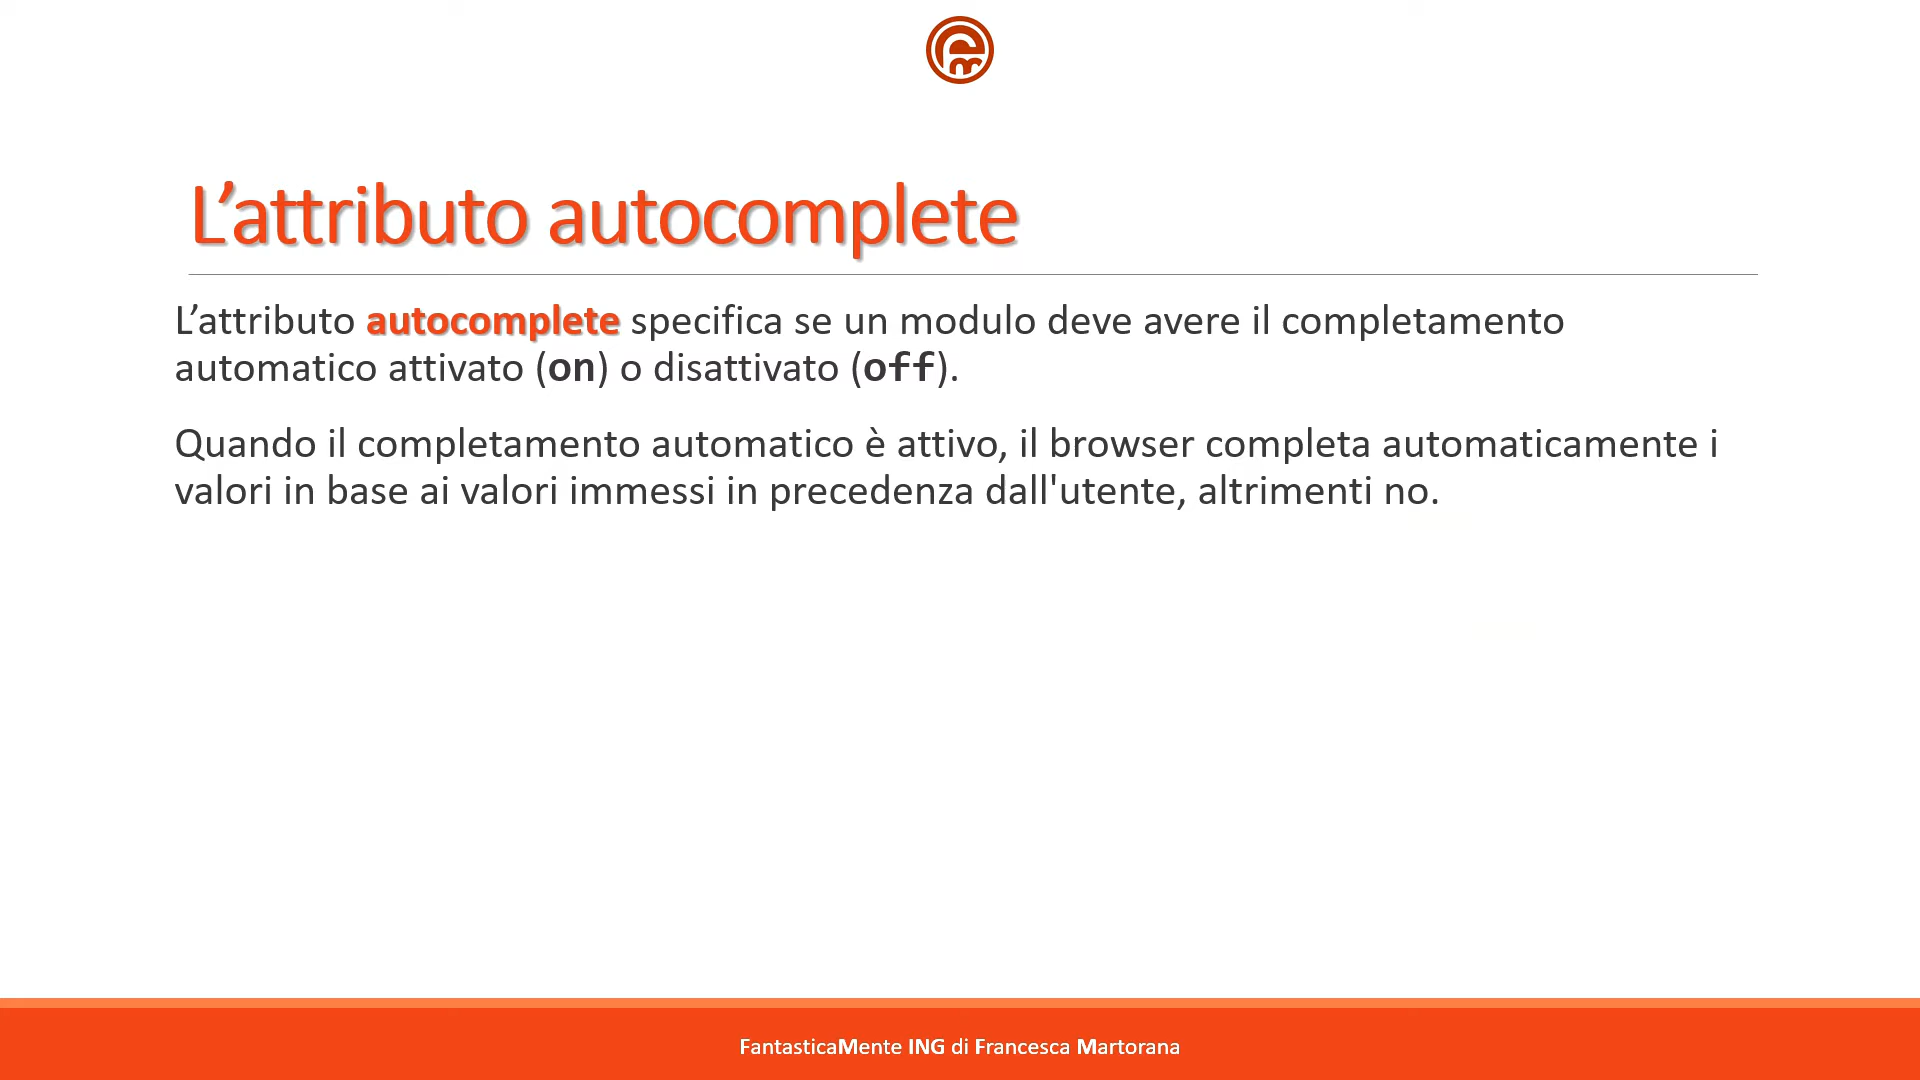 L’attributo autocomplete
L’attributo autocomplete specifica se un modulo deve avere il completamento
automatico attivato (on) o disattivato (off).
Quando il completamento automatico è attivo, il browser completa automaticamente i
valori in base ai valori immessi in precedenza dall'utente, altrimenti no.
FantasticaMente ING di Francesca Martorana